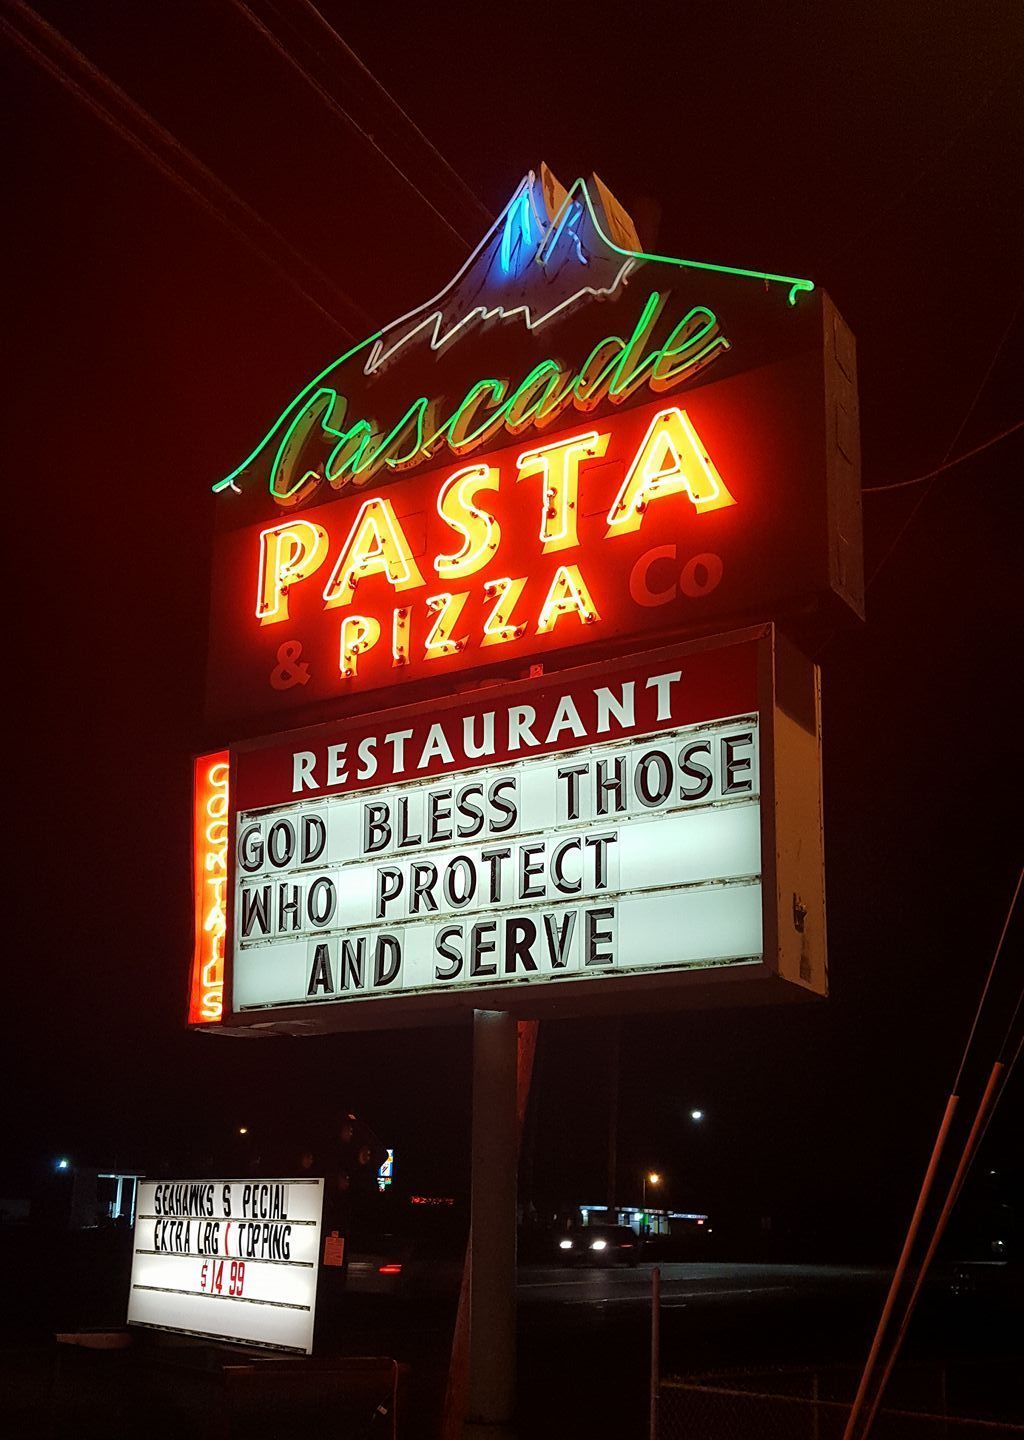 Cascade
PASTA
& PIZZA Co
RESTAURANT
COCKTAILS
GOD BLESS THOSE
WHO PROTECT
AND SERVE
SEAHAWKS S PECIAL
EXTRA LRG 1 TOPPING
$14 99